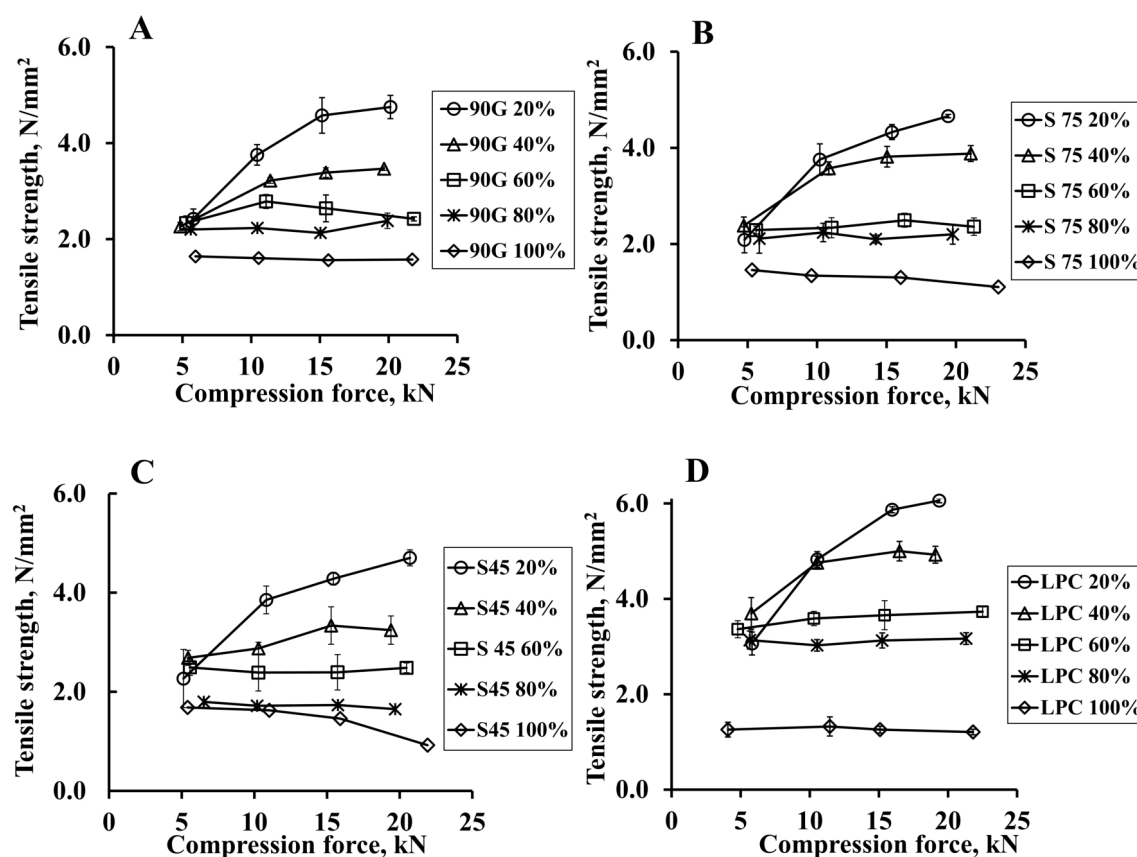 A
Tensile strength, N/mm²
6.0
4.0
2.0
0.0
0 5 10 15 20 25
Compression force, kN
90G 20%
90G 40%
90G 60%
90G 80%
90G 100%
B
Tensile strength, N/mm²
6.0
4.0
2.0
0.0
0 5 10 15 20 25
Compression force, kN
S 75 20%
S 75 40%
S 75 60%
S 75 80%
S 75 100%
C
Tensile strength, N/mm²
6.0
4.0
2.0
0.0
0 5 10 15 20 25
Compression force, kN
S45 20%
S45 40%
S 45 60%
S45 80%
S45 100%
D
Tensile strength, N/mm²
6.0
4.0
2.0
0.0
0 5 10 15 20 25
Compression force, kN
LPC 20%
LPC 40%
LPC 60%
LPC 80%
LPC 100%